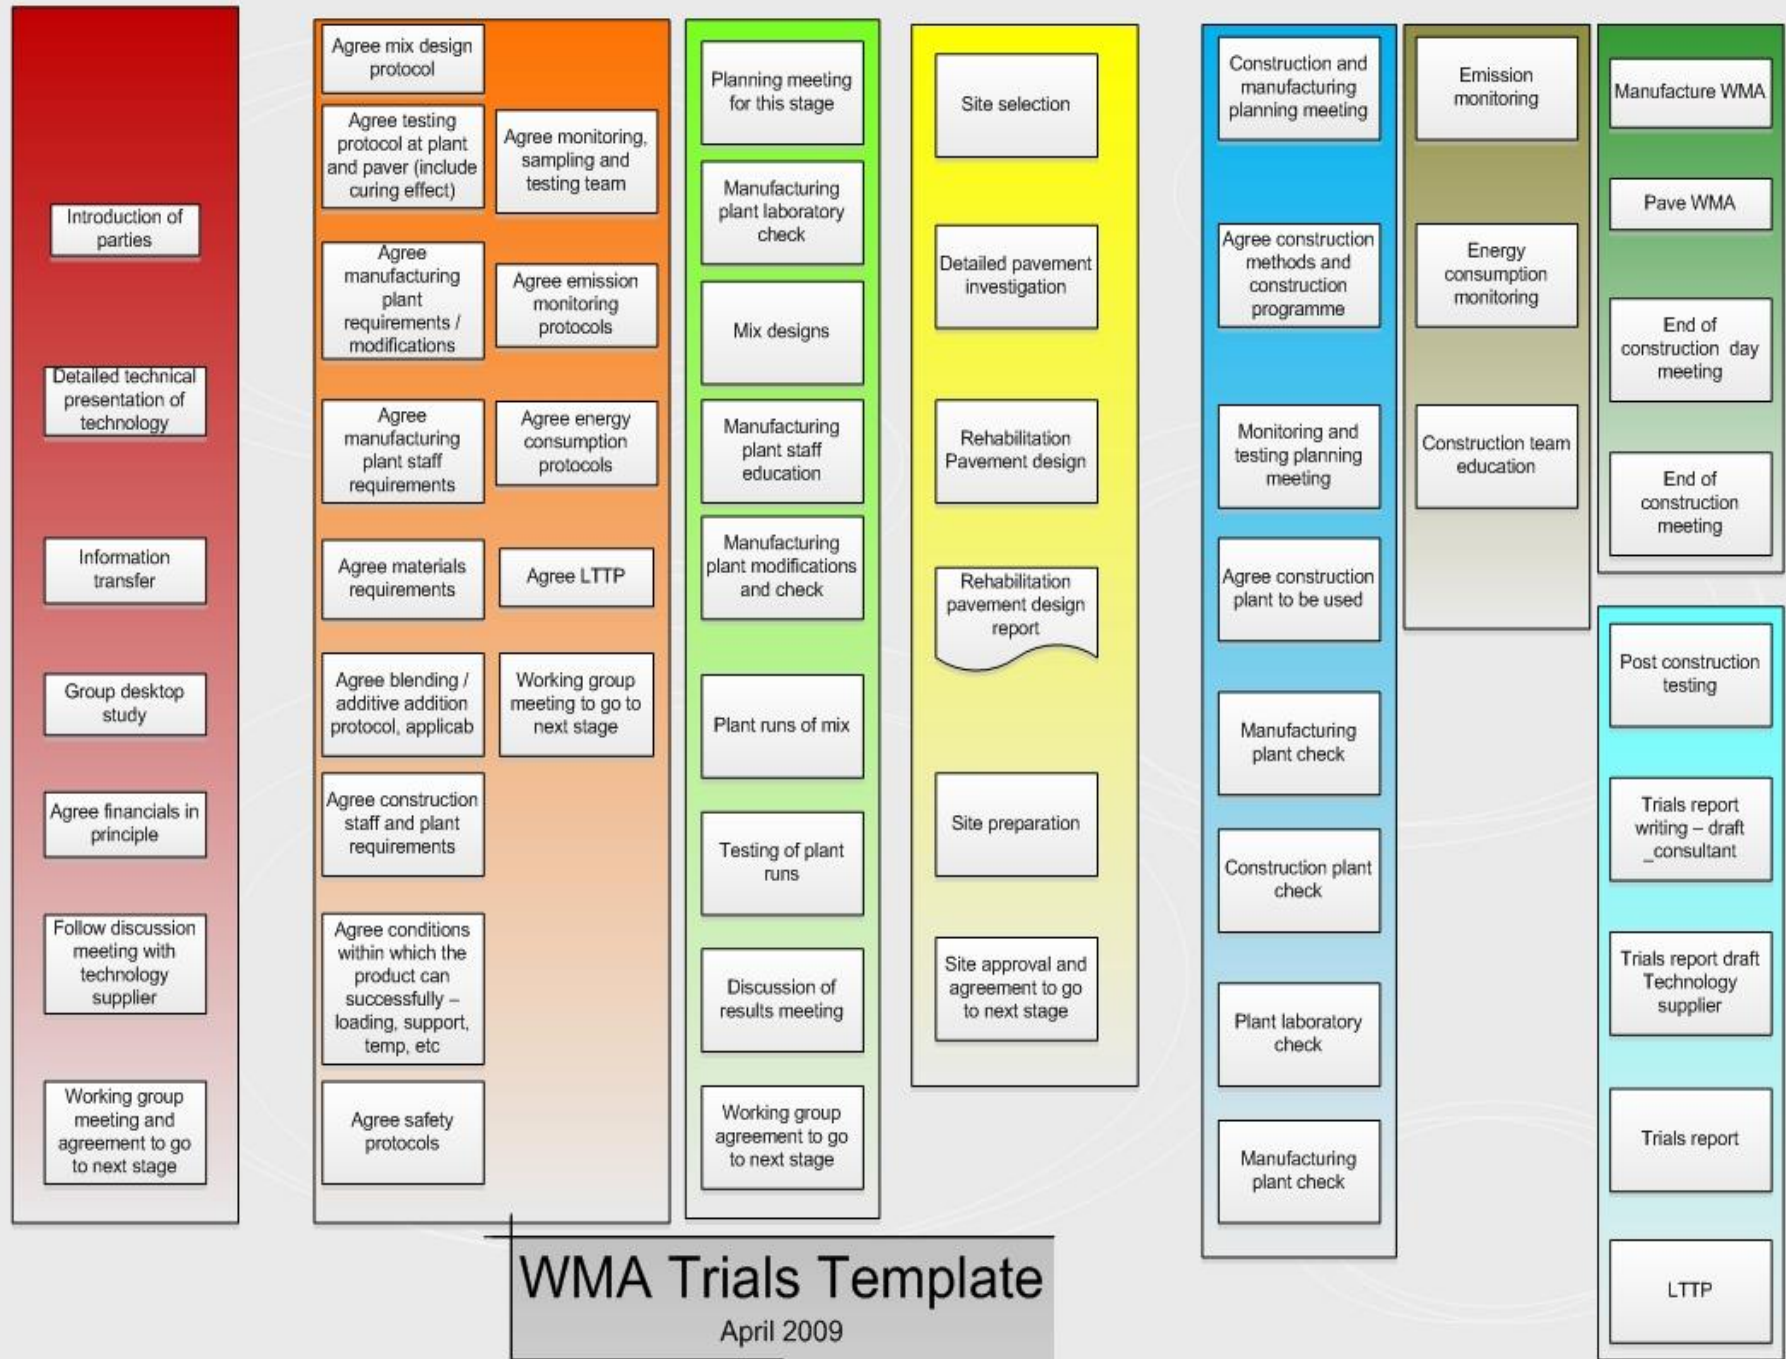 Introduction of
parties
Detailed technical
presentation of
technology
Information
transfer
Group desktop
study
Agree financials in
principle
Follow discussion
meeting with
technology
supplier
Working group
meeting and
agreement to go
to next stage
Agree mix design
protocol
Agree testing
protocol at plant
and paver (include
curing effect)
Agree
manufacturing
plant
requirements /
modifications
Agree
manufacturing
plant staff
requirements
Agree materials
requirements
Agree blending /
additive addition
protocol, applicab
Agree construction
staff and plant
requirements
Agree conditions
within which the
product can
successfully –
loading, support,
temp, etc
Agree safety
protocols
Agree monitoring,
sampling and
testing team
Agree emission
monitoring
protocols
Agree energy
consumption
protocols
Agree LTTP
Working group
meeting to go to
next stage
Planning meeting
for this stage
Manufacturing
plant laboratory
check
Mix designs
Manufacturing
plant staff
education
Manufacturing
plant modifications
and check
Plant runs of mix
Testing of plant
runs
Discussion of
results meeting
Working group
agreement to go
to next stage
Site selection
Detailed pavement
investigation
Rehabilitation
Pavement design
Rehabilitation
pavement design
report
Site preparation
Site approval and
agreement to go
to next stage
Construction and
manufacturing
planning meeting
Agree construction
methods and
construction
programme
Monitoring and
testing planning
meeting
Agree construction
plant to be used
Manufacturing
plant check
Construction plant
check
Plant laboratory
check
Manufacturing
plant check
Emission
monitoring
Energy
consumption
monitoring
Construction team
education
Manufacture WMA
Pave WMA
End of
construction day
meeting
End of
construction
meeting
Post construction
testing
Trials report
writing – draft
_consultant
Trials report draft
Technology
supplier
Trials report
LTTP
WMA Trials Template
April 2009